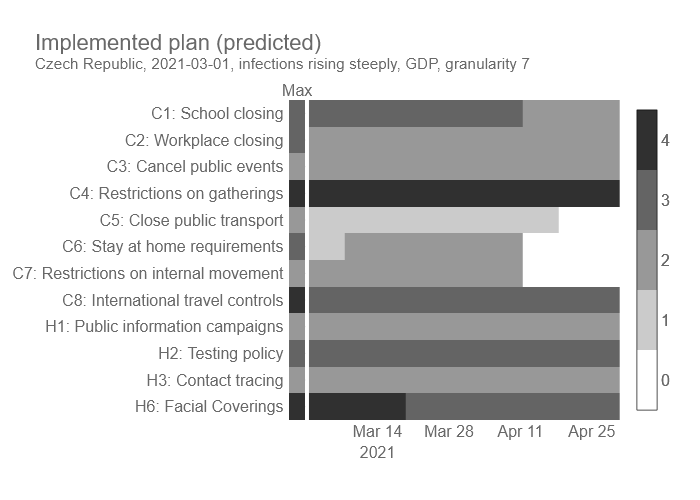 Implemented plan (predicted)
Czech Republic, 2021-03-01, infections rising steeply, GDP, granularity 7
Max
C1: School closing
C2: Workplace closing
C3: Cancel public events
C4: Restrictions on gatherings
C5: Close public transport
C6: Stay at home requirements
C7: Restrictions on internal movement
C8: International travel controls
H1: Public information campaigns
H2: Testing policy
H3: Contact tracing
H6: Facial Coverings
Mar 14 Mar 28 Apr 11 Apr 25
2021
4
3
2
1
0